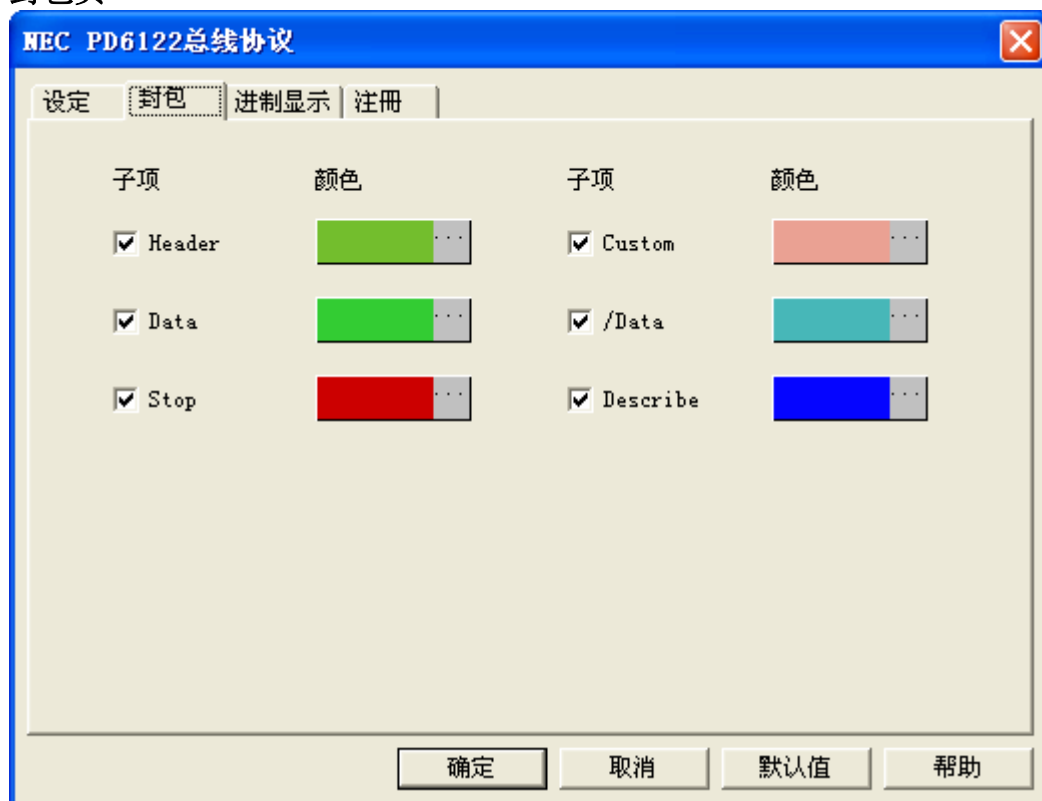 NEC PD6122总线协议
设定 封包 进制显示 注冊
子项 颜色 子项 颜色
Header ... Custom ...
Data ... /Data ...
Stop ... Describe ...
确定 取消 默认值 帮助